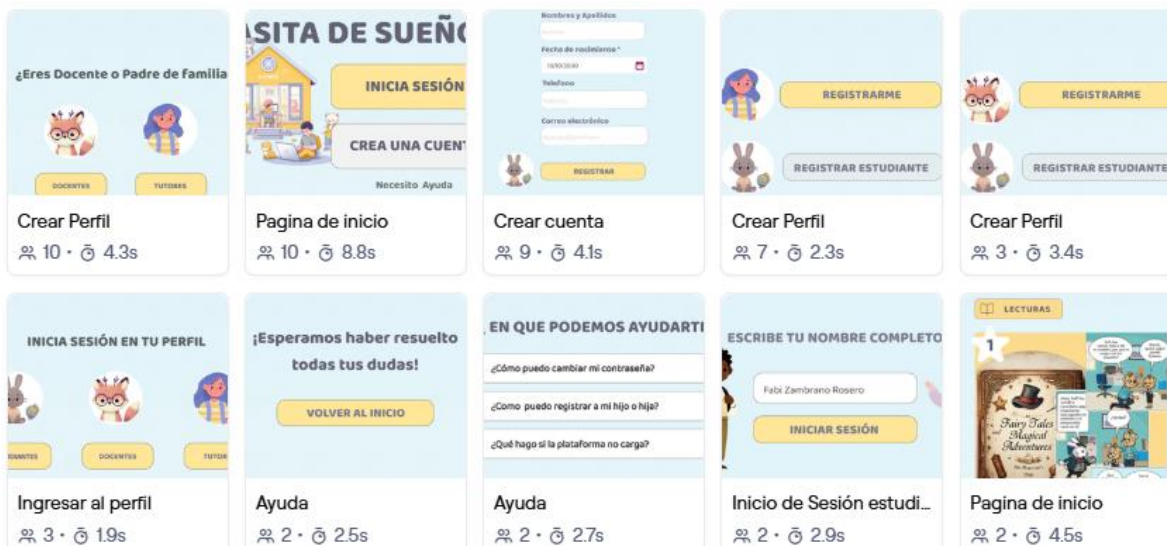 ¿Eres Docente o Padre de familia
DOCENTES
TUTORES
Crear Perfil
10 · 4.3s
ASITA DE SUEÑO
INICIA SESIÓN
CREA UNA CUENT
Necesito Ayuda
Pagina de inicio
10 · 8.8s
Nombres y Apellidos
Fecha de nacimiento *
Telefono
Correo electrónico
REGISTRAR
Crear cuenta
9 · 4.1s
REGISTRARME
REGISTRAR ESTUDIANTE
Crear Perfil
7 · 2.3s
REGISTRARME
REGISTRAR ESTUDIANTE
Crear Perfil
3 · 3.4s
INICIA SESIÓN EN TU PERFIL
DOCENTES
TUTOR
Ingresar al perfil
3 · 1.9s
¡Esperamos haber resuelto
todas tus dudas!
VOLVER AL INICIO
Ayuda
2 · 2.5s
EN QUE PODEMOS AYUDARTI
¿Cómo puedo cambiar mi contraseña?
¿Como puedo registrar a mi hijo o hija?
¿Qué hago si la plataforma no carga?
Ayuda
2 · 2.7s
ESCRIBE TU NOMBRE COMPLETO
Fabi Zambrano Rosero
INICIAR SESIÓN
Inicio de Sesión estudi...
2 · 2.9s
LECTURAS
1
Fairy Tales
Magical
Adventures
Pagina de inicio
2 · 4.5s